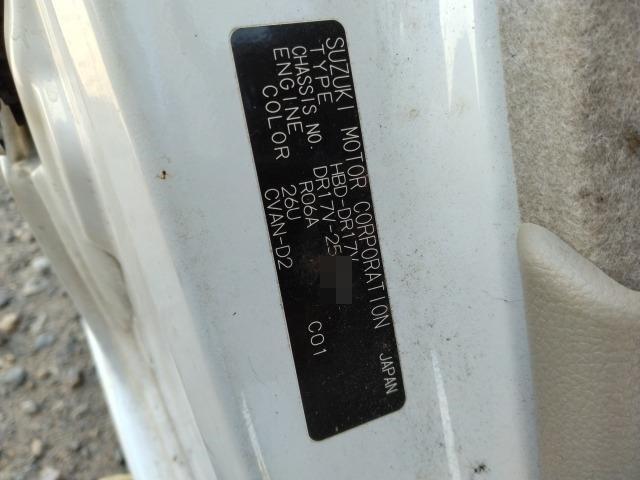 SUZUKI MOTOR CORPORATION JAPAN
TYPE HBD-DR17V
CHASSIS NO. DR17V-25
ENGINE R06A
COLOR 26U C01
CVAN-D2